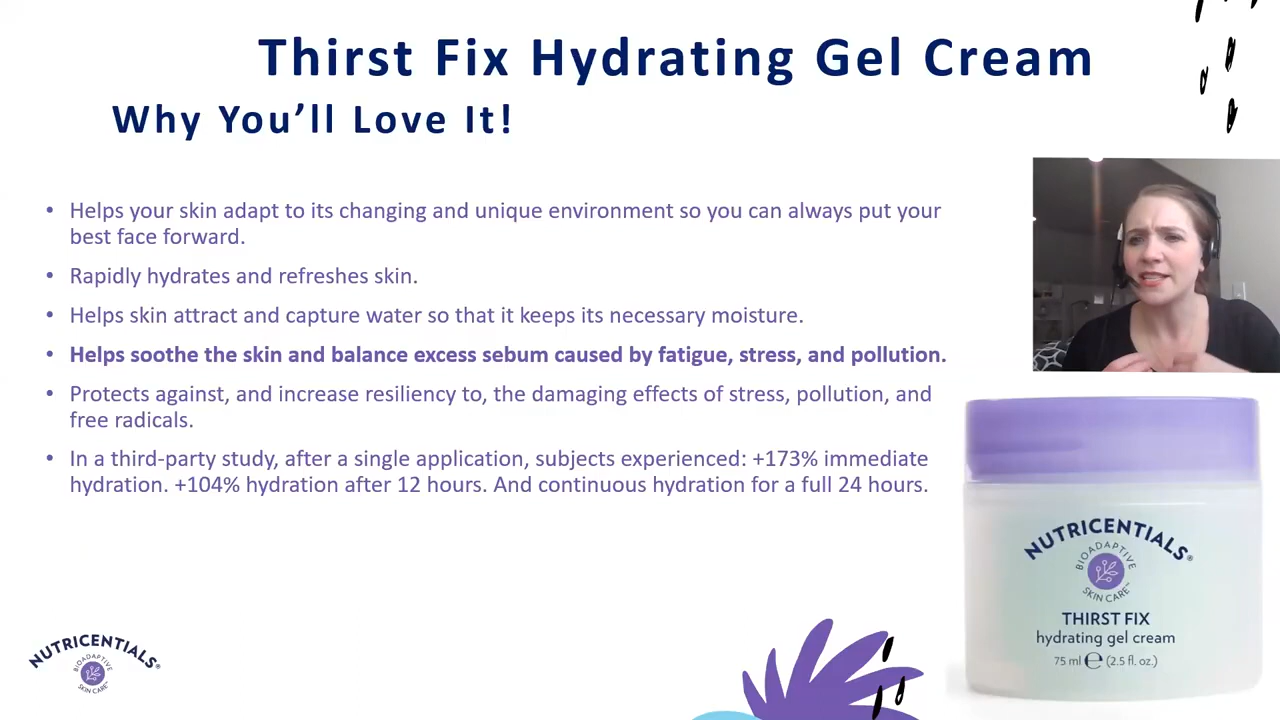 Thirst Fix Hydrating Gel Cream
Why You’ll Love It!
• Helps your skin adapt to its changing and unique environment so you can always put your
best face forward.
• Rapidly hydrates and refreshes skin.
• Helps skin attract and capture water so that it keeps its necessary moisture.
• Helps soothe the skin and balance excess sebum caused by fatigue, stress, and pollution.
• Protects against, and increase resiliency to, the damaging effects of stress, pollution, and
free radicals.
• In a third-party study, after a single application, subjects experienced: +173% immediate
hydration. +104% hydration after 12 hours. And continuous hydration for a full 24 hours.
NUTRICENTIALS®
BIOADAPTIVE
SKIN CARE™
THIRST FIX
hydrating gel cream
75 ml ℮ (2.5 fl. oz.)
NUTRICENTIALS®
BIOADAPTIVE
SKIN CARE™